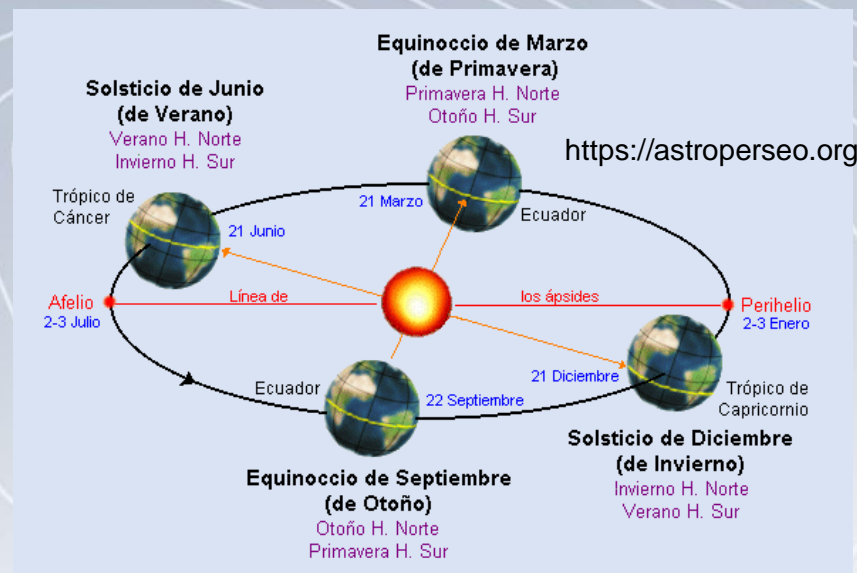 Equinoccio de Marzo
(de Primavera)
Primavera H. Norte
Otoño H. Sur
Solsticio de Junio
(de Verano)
Verano H. Norte
Invierno H. Sur
https://astroperseo.org
Trópico de
Cáncer
21 Marzo
Ecuador
21 Junio
Afelio
2-3 Julio
Línea de
los ápsides
Perihelio
2-3 Enero
Ecuador
22 Septiembre
21 Diciembre
Trópico de
Capricornio
Equinoccio de Septiembre
(de Otoño)
Otoño H. Norte
Primavera H. Sur
Solsticio de Diciembre
(de Invierno)
Invierno H. Norte
Verano H. Sur